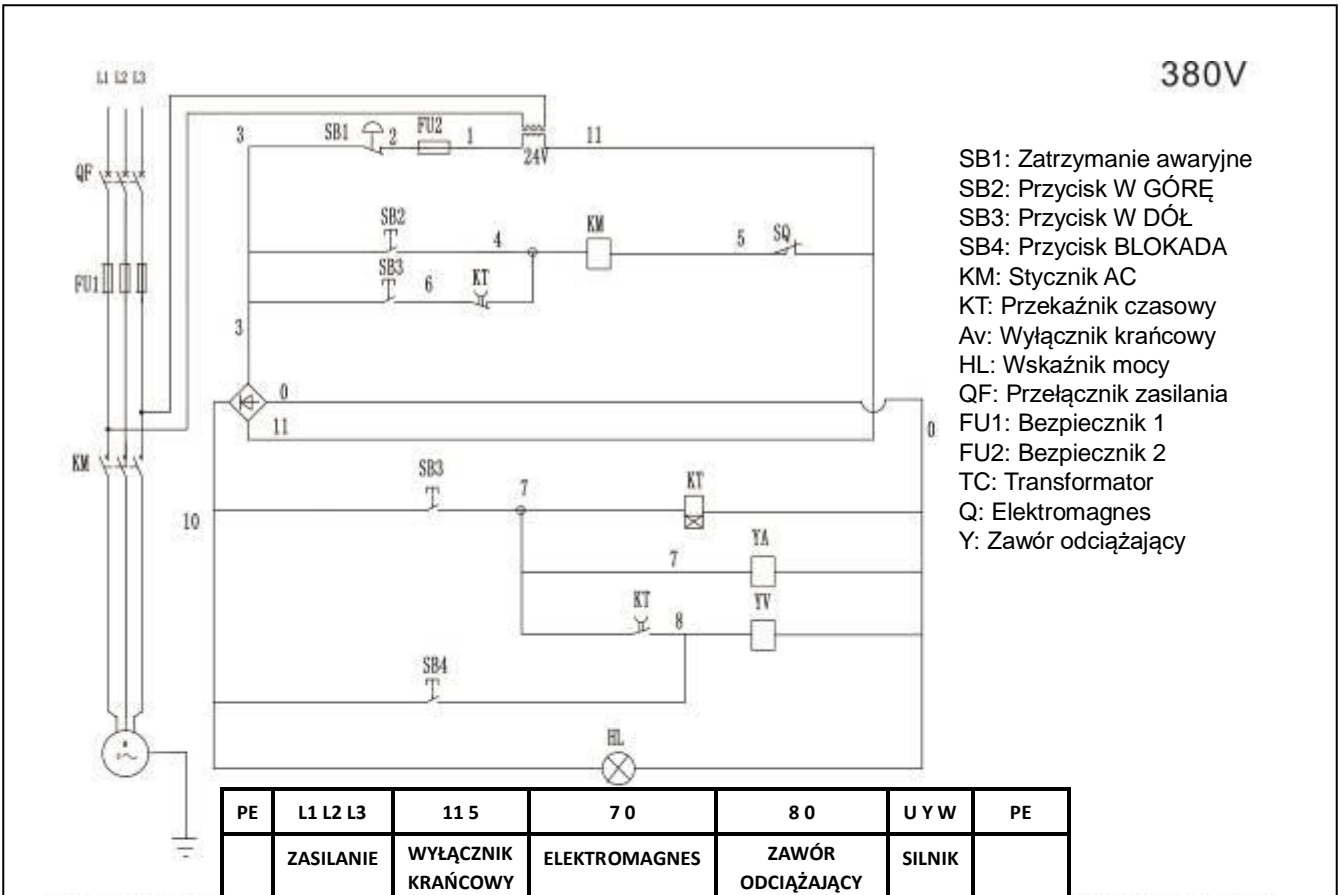 380V
L1 L2 L3
3
SB1
2
FU2
1
24V
11
QF
SB2
4
KM
5
SQ
SB3
6
KT
FU1
3
0
11
0
KM
SB3
7
KT
10
7
YA
KT
8
YV
SB4
HL
SB1: Zatrzymanie awaryjne
SB2: Przycisk W GÓRĘ
SB3: Przycisk W DÓŁ
SB4: Przycisk BLOKADA
KM: Stycznik AC
KT: Przekaźnik czasowy
Av: Wyłącznik krańcowy
HL: Wskaźnik mocy
QF: Przełącznik zasilania
FU1: Bezpiecznik 1
FU2: Bezpiecznik 2
TC: Transformator
Q: Elektromagnes
Y: Zawór odciążający
PE L1 L2 L3 11 5 7 0 8 0 U Y W PE
ZASILANIE WYŁĄCZNIK ELEKTROMAGNES ZAWÓR SILNIK
KRAŃCOWY ODCIĄŻAJĄCY